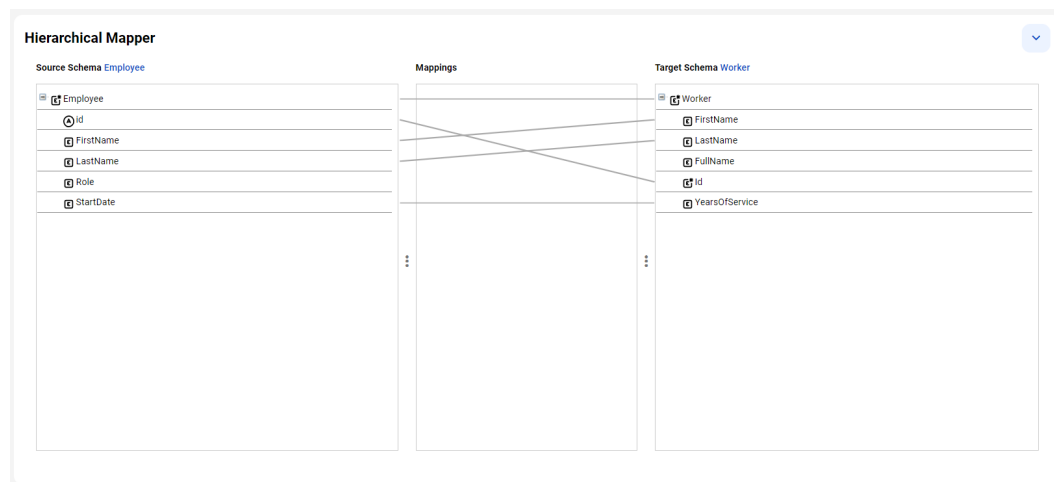 Hierarchical Mapper
Source Schema Employee
Mappings
Target Schema Worker
Employee
id
FirstName
LastName
Role
StartDate
Worker
FirstName
LastName
FullName
Id
YearsOfService